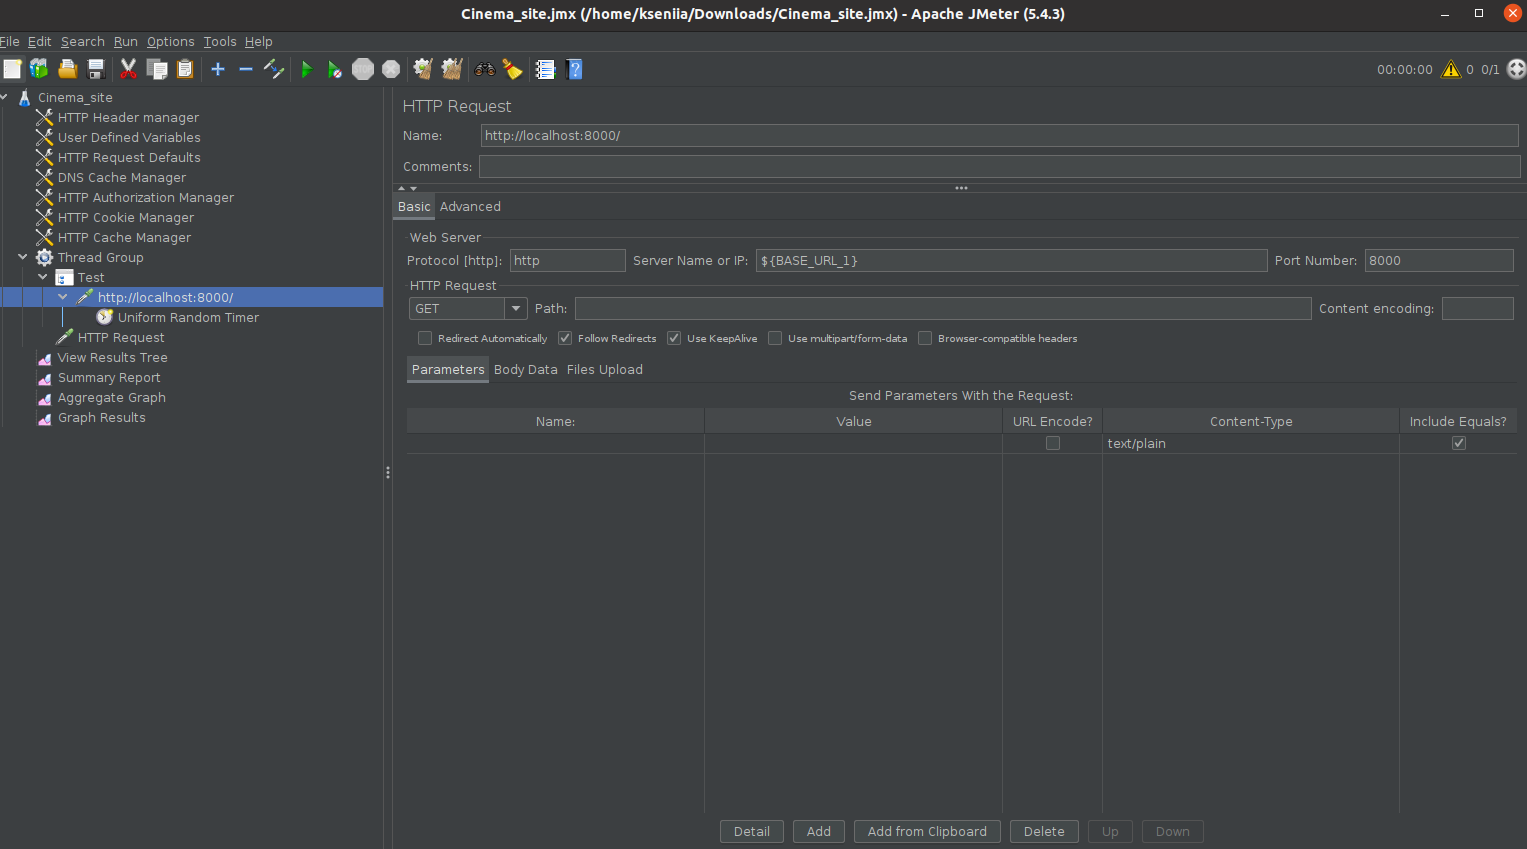 Cinema_site.jmx (/home/kseniia/Downloads/Cinema_site.jmx) - Apache JMeter (5.4.3)
File Edit Search Run Options Tools Help
00:00:00 0 0/1
Cinema_site
HTTP Header manager
User Defined Variables
HTTP Request Defaults
DNS Cache Manager
HTTP Authorization Manager
HTTP Cookie Manager
HTTP Cache Manager
Thread Group
Test
http://localhost:8000/
Uniform Random Timer
HTTP Request
View Results Tree
Summary Report
Aggregate Graph
Graph Results
HTTP Request
Name: http://localhost:8000/
Comments:
Basic Advanced
Web Server
Protocol [http]: http Server Name or IP: ${BASE_URL_1} Port Number: 8000
HTTP Request
GET Path: Content encoding:
Redirect Automatically Follow Redirects Use KeepAlive Use multipart/form-data Browser-compatible headers
Parameters Body Data Files Upload
Send Parameters With the Request:
Name: Value URL Encode? Content-Type Include Equals?
text/plain
Detail Add Add from Clipboard Delete Up Down